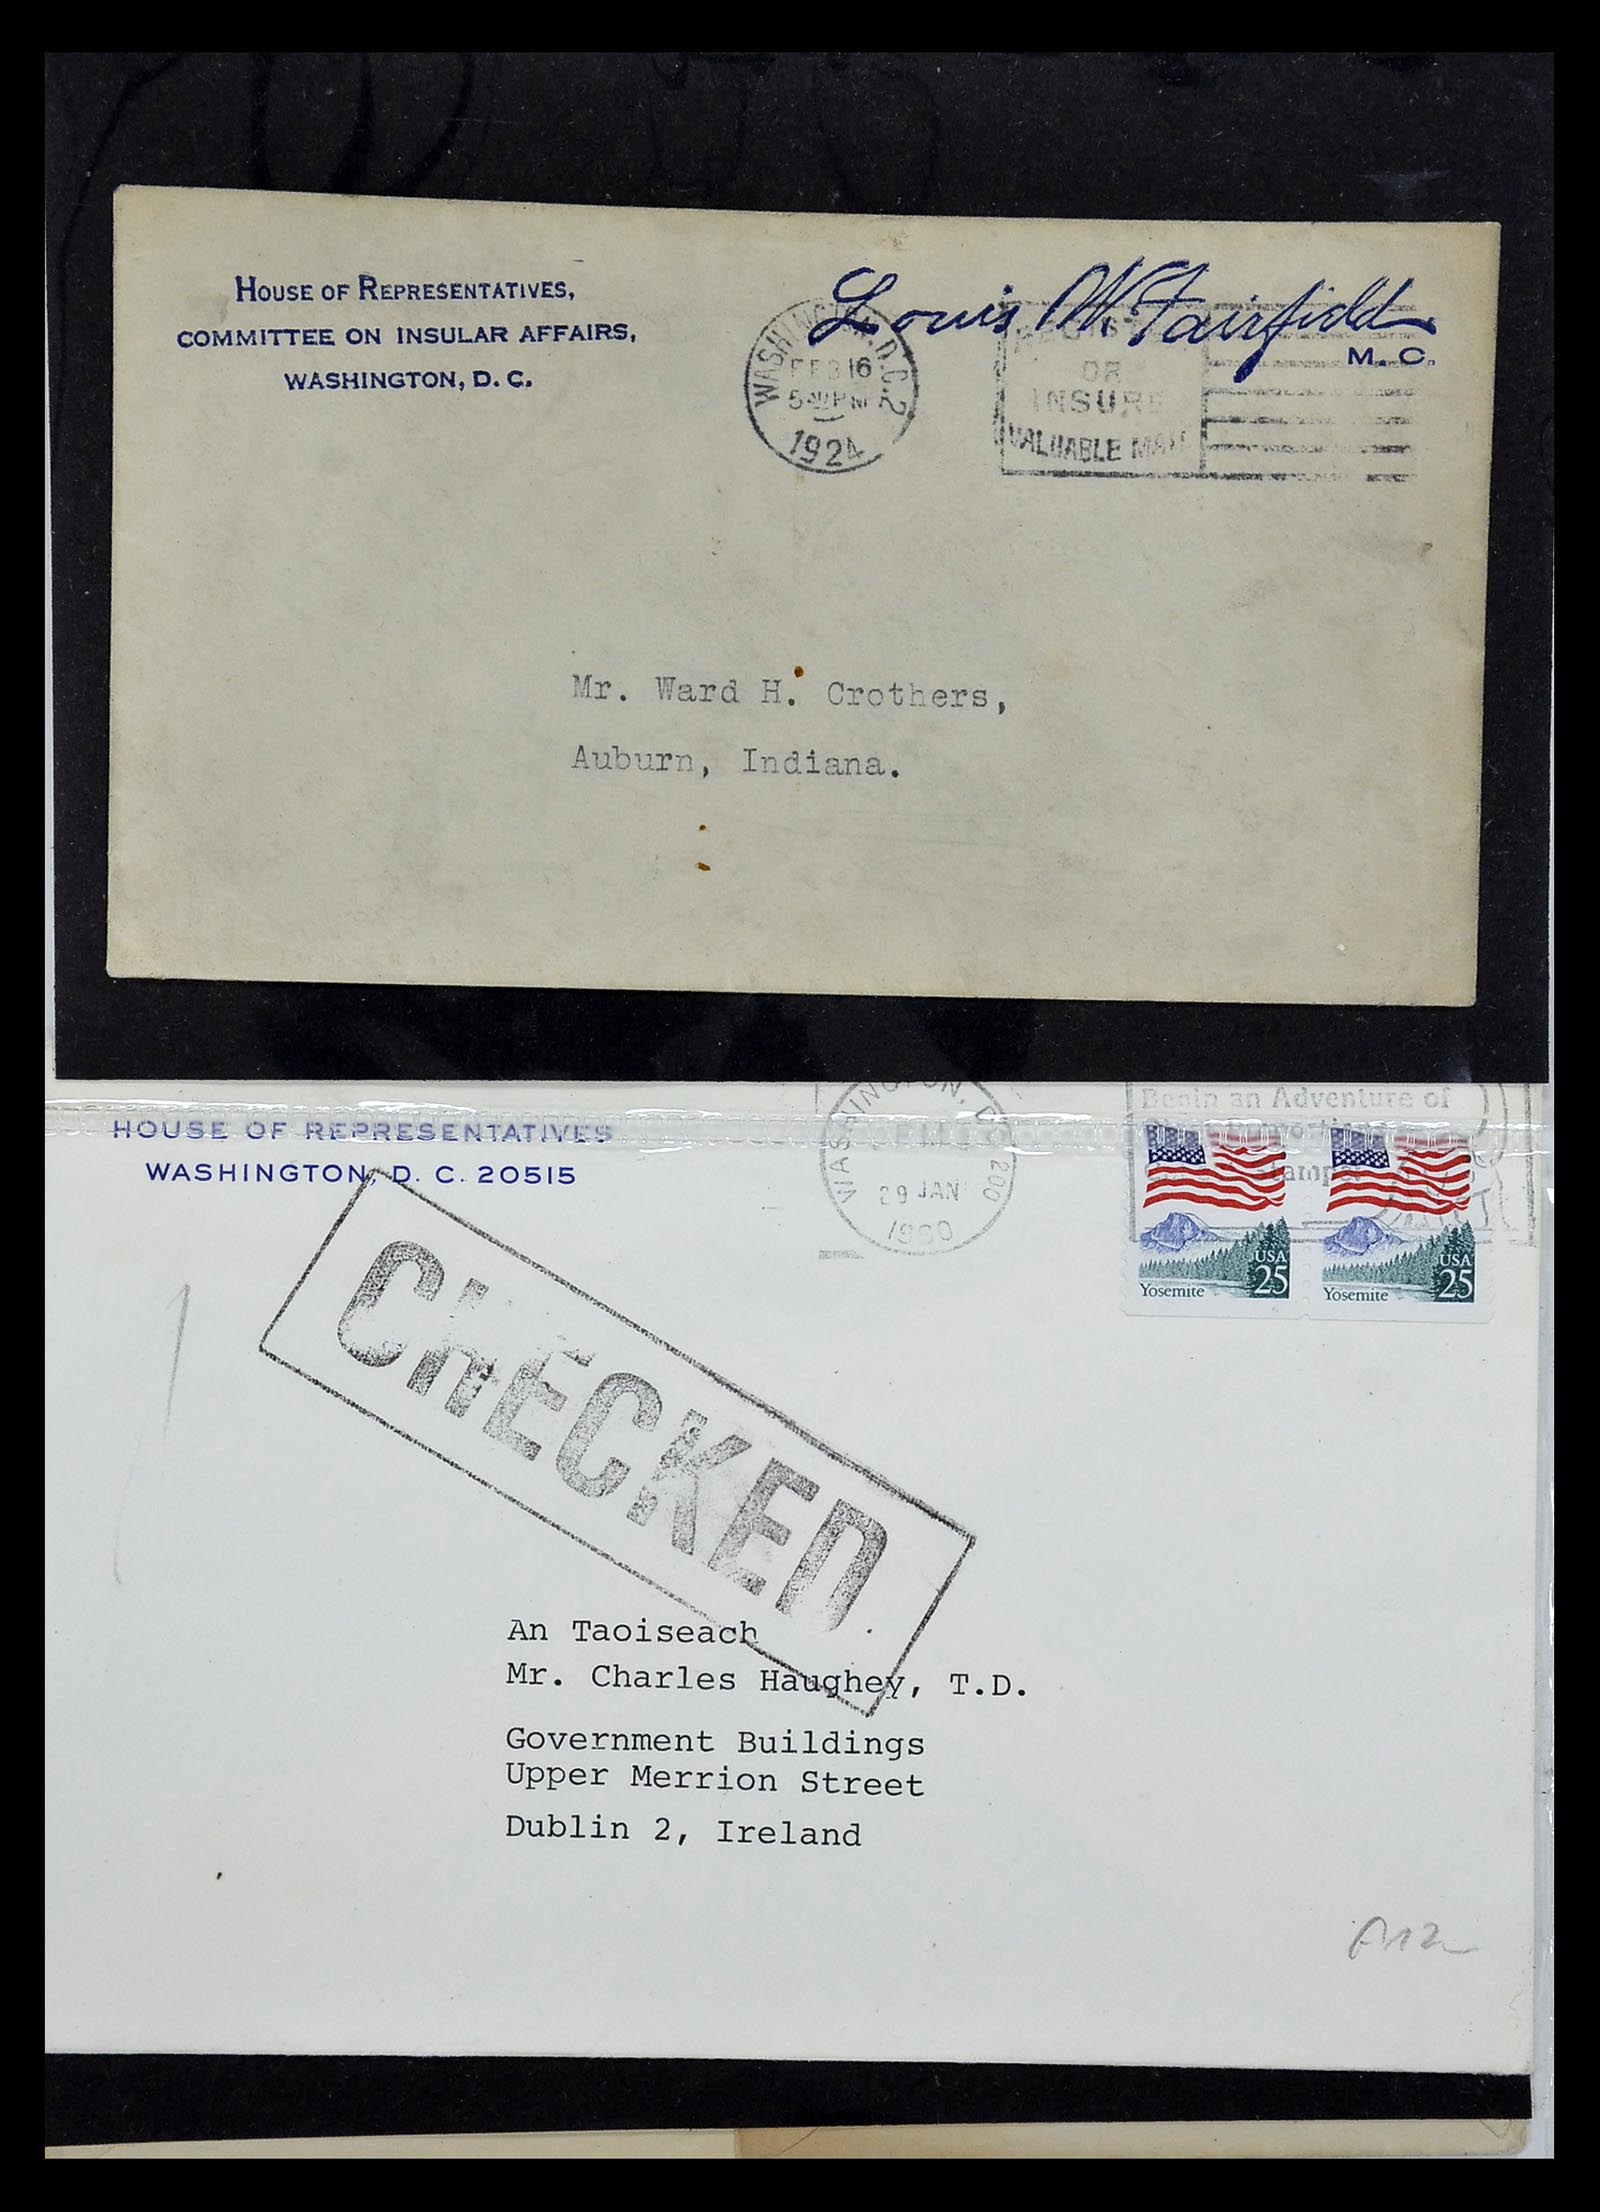 HOUSE OF REPRESENTATIVES,
COMMITTEE ON INSULAR AFFAIRS,
WASHINGTON, D. C.
Louis W. Fairfield
M. C.
WASHINGTON, D.C.
FEB 16
5 PM
1924
OR
INSURE
VALUABLE MAIL
Mr. Ward H. Crothers,
Auburn, Indiana.
HOUSE OF REPRESENTATIVES
WASHINGTON, D. C. 20515
WASHINGTON, D.C. 200
PM
29 JAN
1990
Begin an Adventure of
USA
25
Yosemite
USA
25
Yosemite
CHECKED
An Taoiseach
Mr. Charles Haughey, T.D.
Government Buildings
Upper Merrion Street
Dublin 2, Ireland